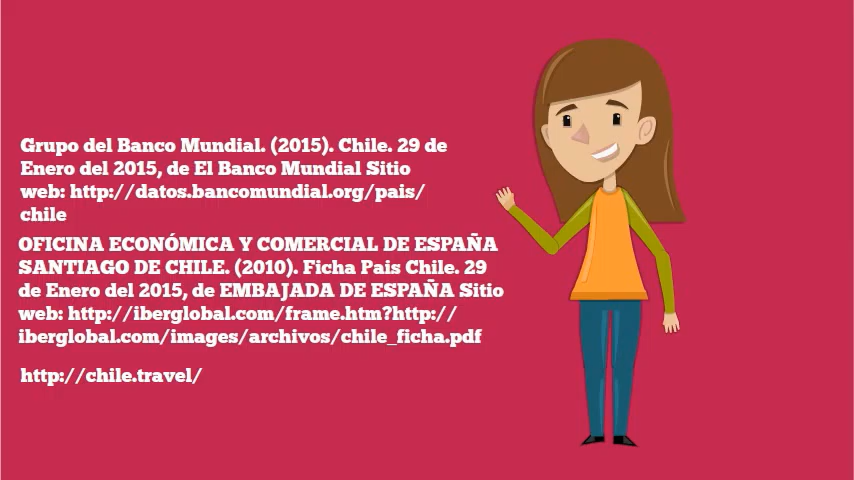 Grupo del Banco Mundial. (2015). Chile. 29 de
Enero del 2015, de El Banco Mundial Sitio
web: http://datos.bancomundial.org/pais/
chile
OFICINA ECONÓMICA Y COMERCIAL DE ESPAÑA
SANTIAGO DE CHILE. (2010). Ficha Pais Chile. 29
de Enero del 2015, de EMBAJADA DE ESPAÑA Sitio
web: http://iberglobal.com/frame.htm?http://
iberglobal.com/images/archivos/chile_ficha.pdf
http://chile.travel/